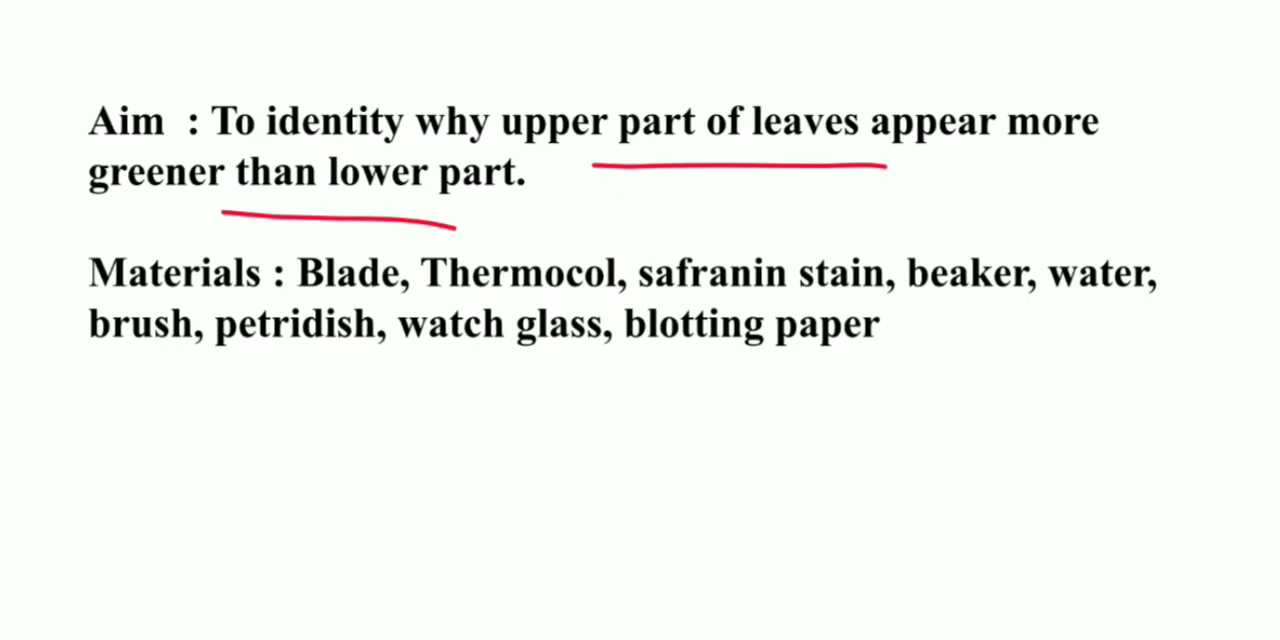 Aim : To identity why upper part of leaves appear more
greener than lower part.
Materials : Blade, Thermocol, safranin stain, beaker, water,
brush, petridish, watch glass, blotting paper